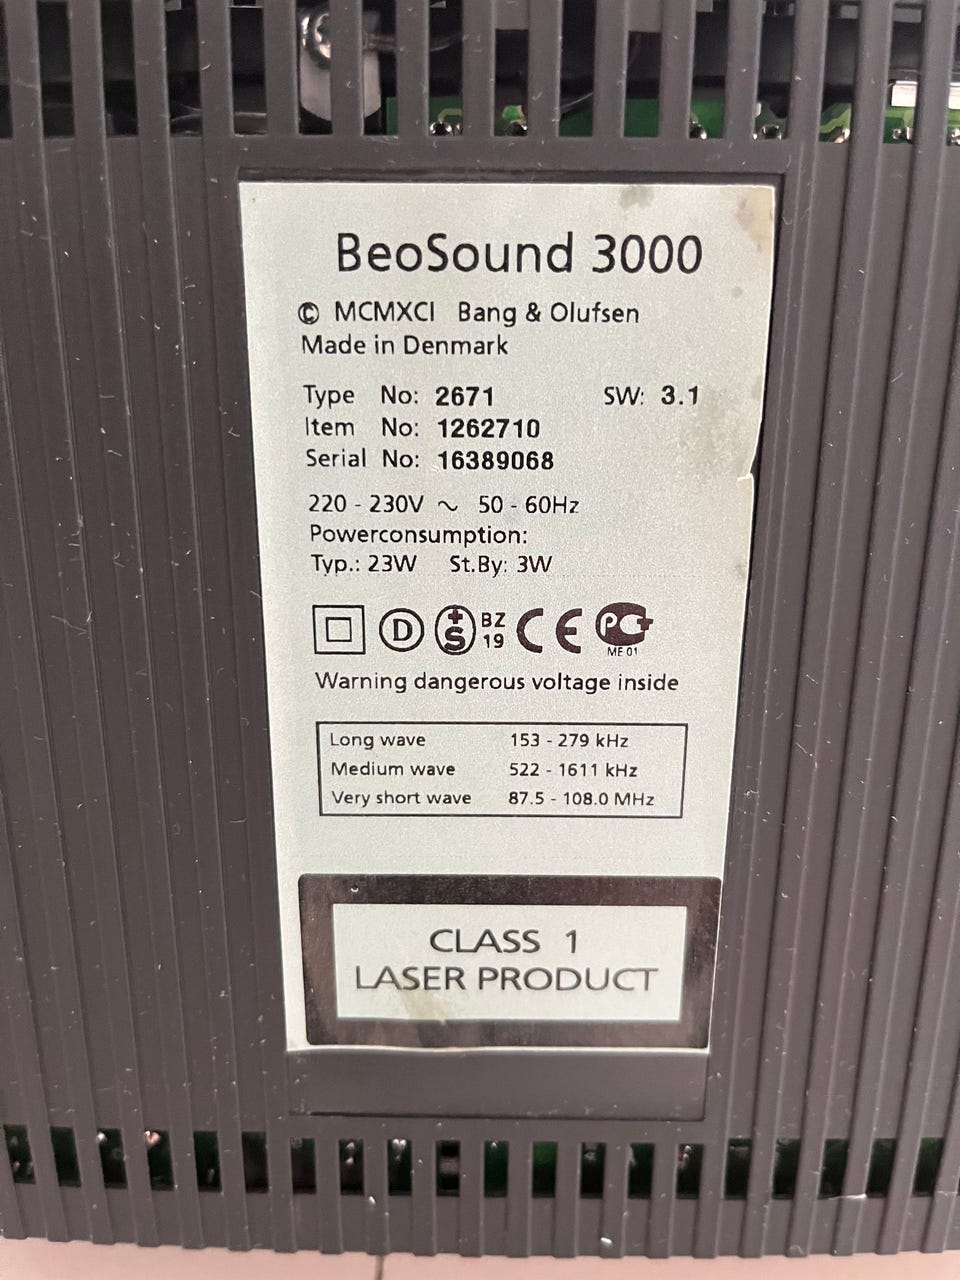 BeoSound 3000
© MCMXCI Bang & Olufsen
Made in Denmark
Type No: 2671 SW: 3.1
Item No: 1262710
Serial No: 16389068
220 - 230V ~ 50 - 60Hz
Powerconsumption:
Typ.: 23W St.By: 3W
D +S BZ 19 CE PC ME 01
Warning dangerous voltage inside
Long wave 153 - 279 kHz
Medium wave 522 - 1611 kHz
Very short wave 87.5 - 108.0 MHz
CLASS 1
LASER PRODUCT